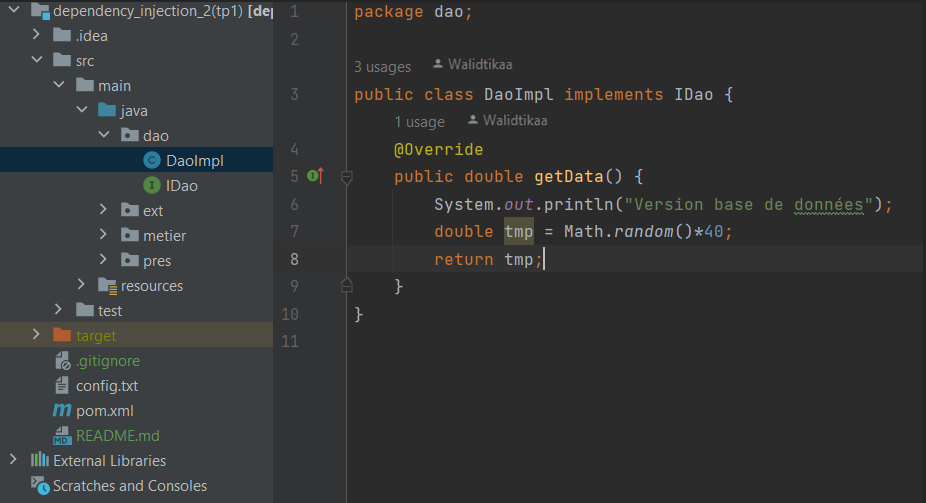 dependency_injection_2(tp1) [de
.idea
src
main
java
dao
DaoImpl
IDao
ext
metier
pres
resources
test
target
.gitignore
config.txt
pom.xml
README.md
External Libraries
Scratches and Consoles
1 package dao;
2
3 usages Walidtikaa
3 public class DaoImpl implements IDao {
1 usage Walidtikaa
4 @Override
5 public double getData() {
6 System.out.println("Version base de données");
7 double tmp = Math.random()*40;
8 return tmp;
9 }
10 }
11